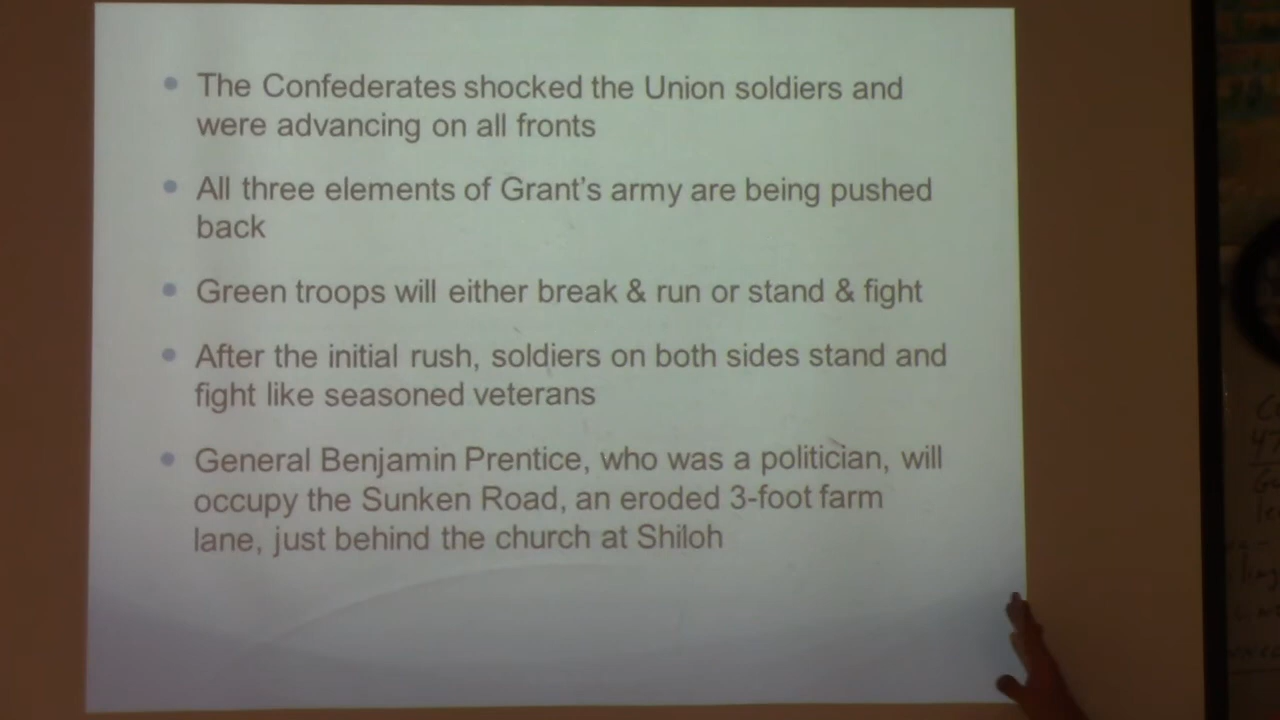 The Confederates shocked the Union soldiers and
were advancing on all fronts
All three elements of Grant's army are being pushed
back
Green troops will either break & run or stand & fight
After the initial rush, soldiers on both sides stand and
fight like seasoned veterans
General Benjamin Prentice, who was a politician, will
occupy the Sunken Road, an eroded 3-foot farm
lane, just behind the church at Shiloh